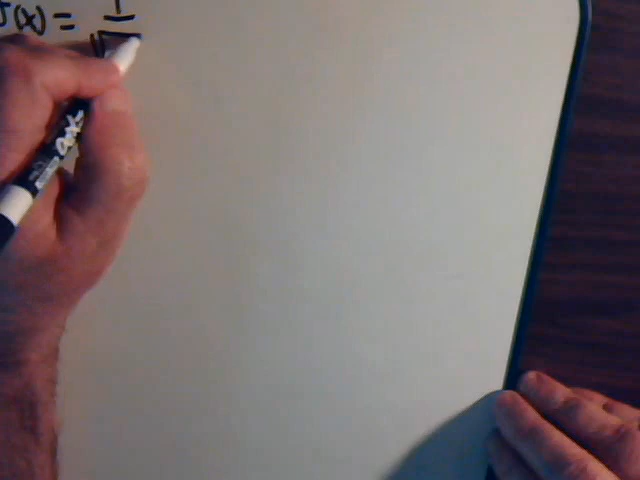 f(x) = 1/√